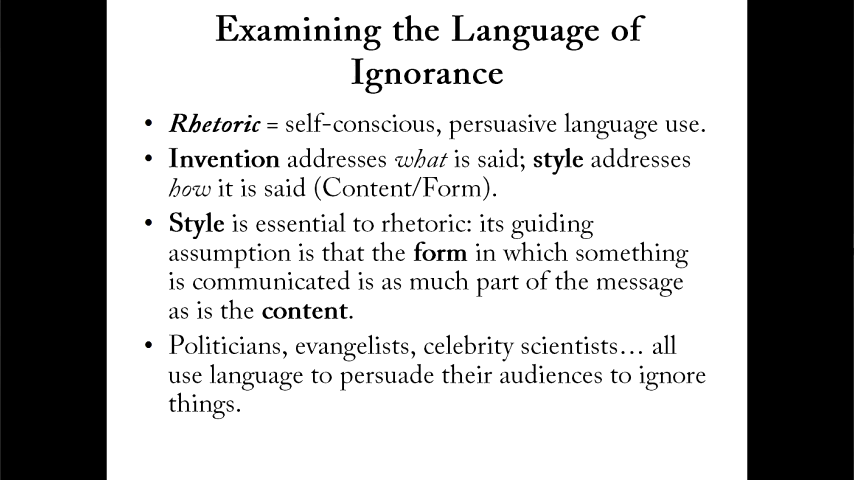 Examining the Language of
Ignorance
• Rhetoric = self-conscious, persuasive language use.
• Invention addresses what is said; style addresses
how it is said (Content/Form).
• Style is essential to rhetoric: its guiding
assumption is that the form in which something
is communicated is as much part of the message
as is the content.
• Politicians, evangelists, celebrity scientists… all
use language to persuade their audiences to ignore
things.